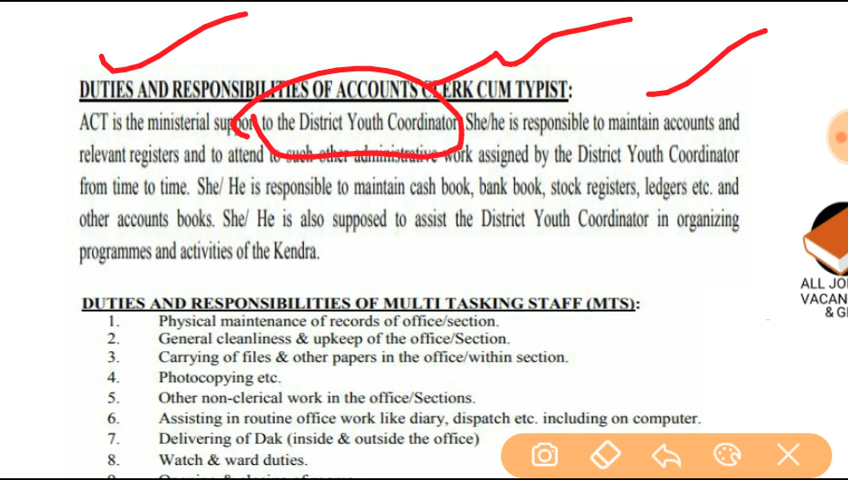 DUTIES AND RESPONSIBILITIES OF ACCOUNTS CLERK CUM TYPIST:
ACT is the ministerial support to the District Youth Coordinator. She/he is responsible to maintain accounts and
relevant registers and to attend to such other administrative work assigned by the District Youth Coordinator
from time to time. She/ He is responsible to maintain cash book, bank book, stock registers, ledgers etc. and
other accounts books. She/ He is also supposed to assist the District Youth Coordinator in organizing
programmes and activities of the Kendra.
DUTIES AND RESPONSIBILITIES OF MULTI TASKING STAFF (MTS):
1. Physical maintenance of records of office/section.
2. General cleanliness & upkeep of the office/Section.
3. Carrying of files & other papers in the office/within section.
4. Photocopying etc.
5. Other non-clerical work in the office/Sections.
6. Assisting in routine office work like diary, dispatch etc. including on computer.
7. Delivering of Dak (inside & outside the office)
8. Watch & ward duties.
ALL JO
VACAN
& G